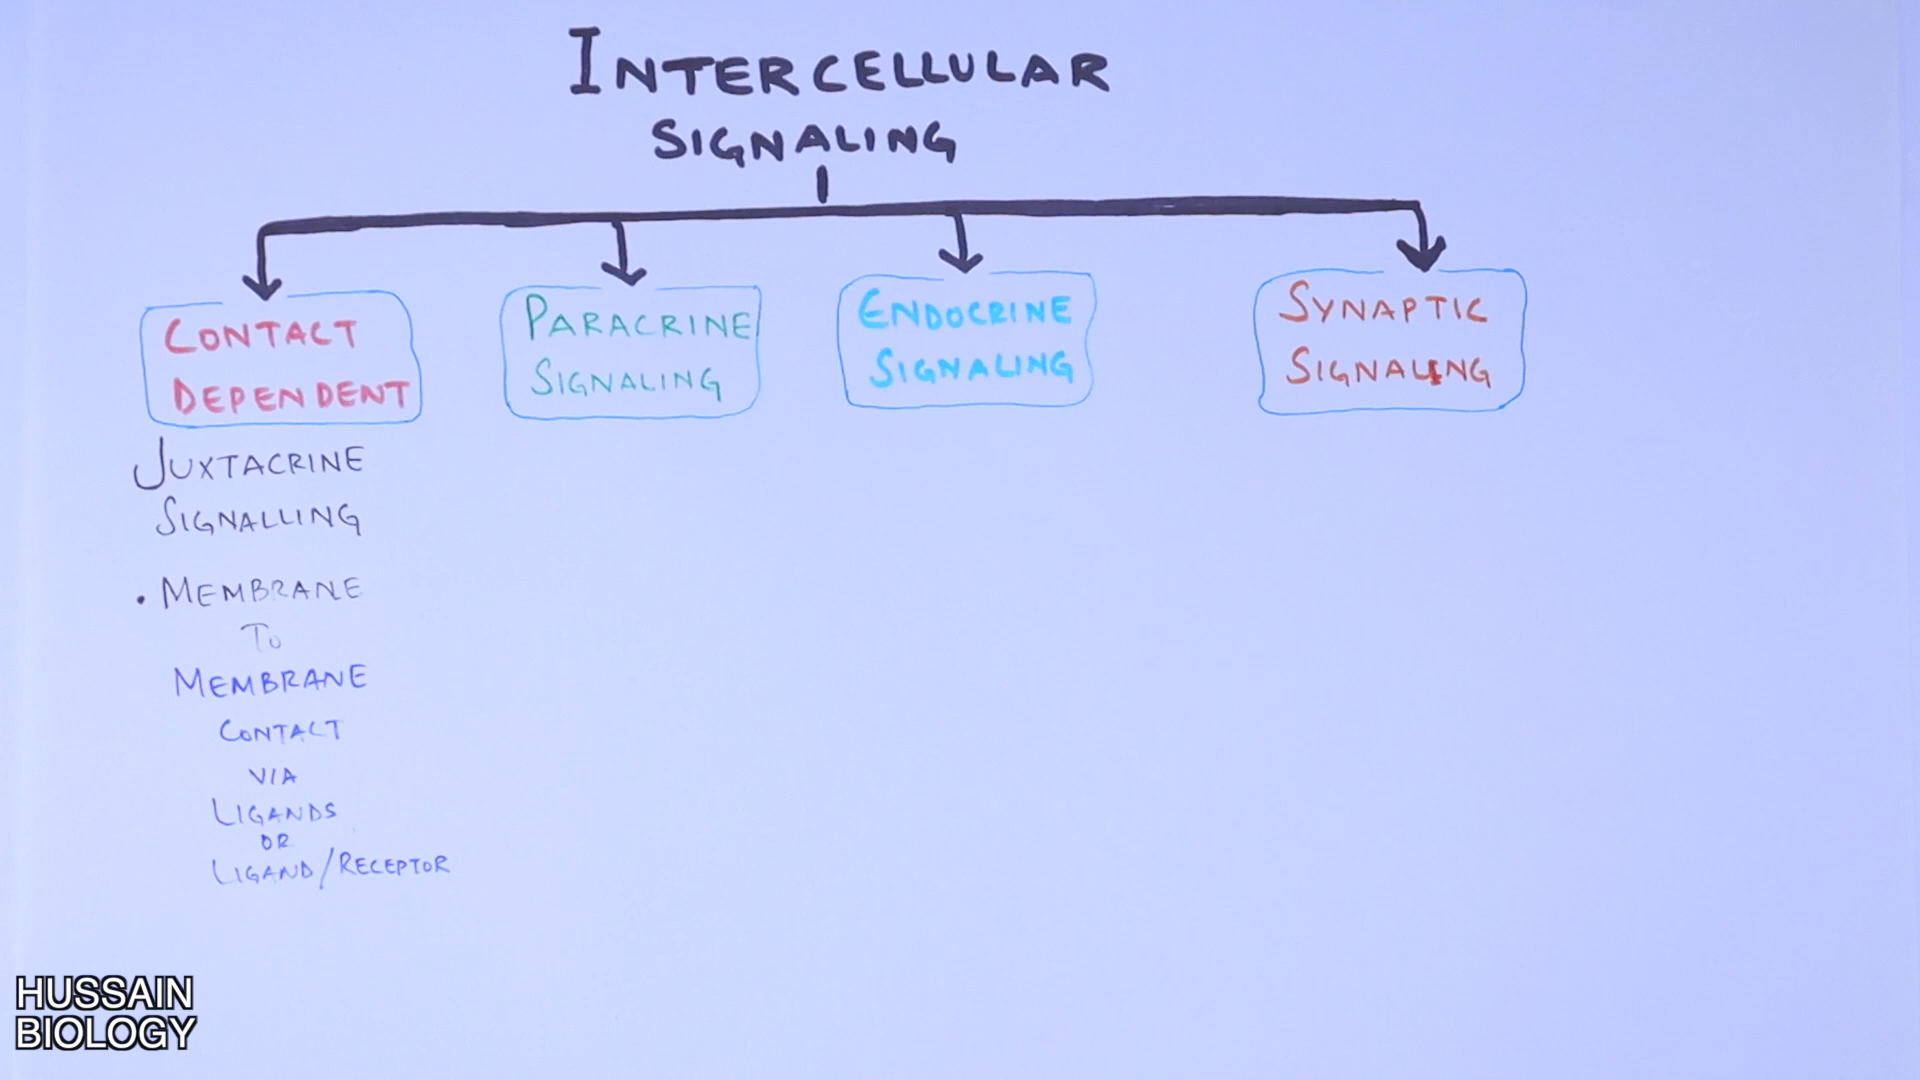 INTERCELLULAR
SIGNALING
CONTACT
DEPENDENT
PARACRINE
SIGNALING
ENDOCRINE
SIGNALING
SYNAPTIC
SIGNALING
JUXTACRINE
SIGNALLING
• MEMBRANE
TO
MEMBRANE
CONTACT
VIA
LIGANDS
OR
LIGAND/RECEPTOR
HUSSAIN
BIOLOGY